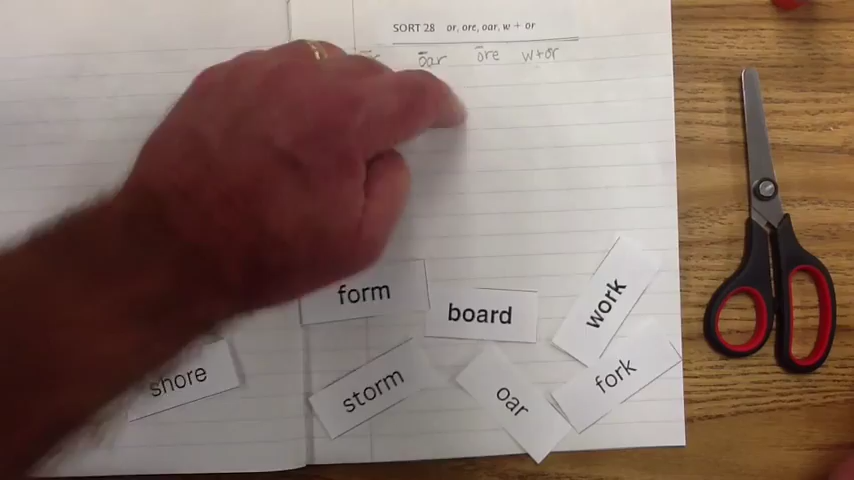 SORT 28 or, ore, oar, w + or
ōar ōre w+or
form
board
work
shore
storm
oar
fork